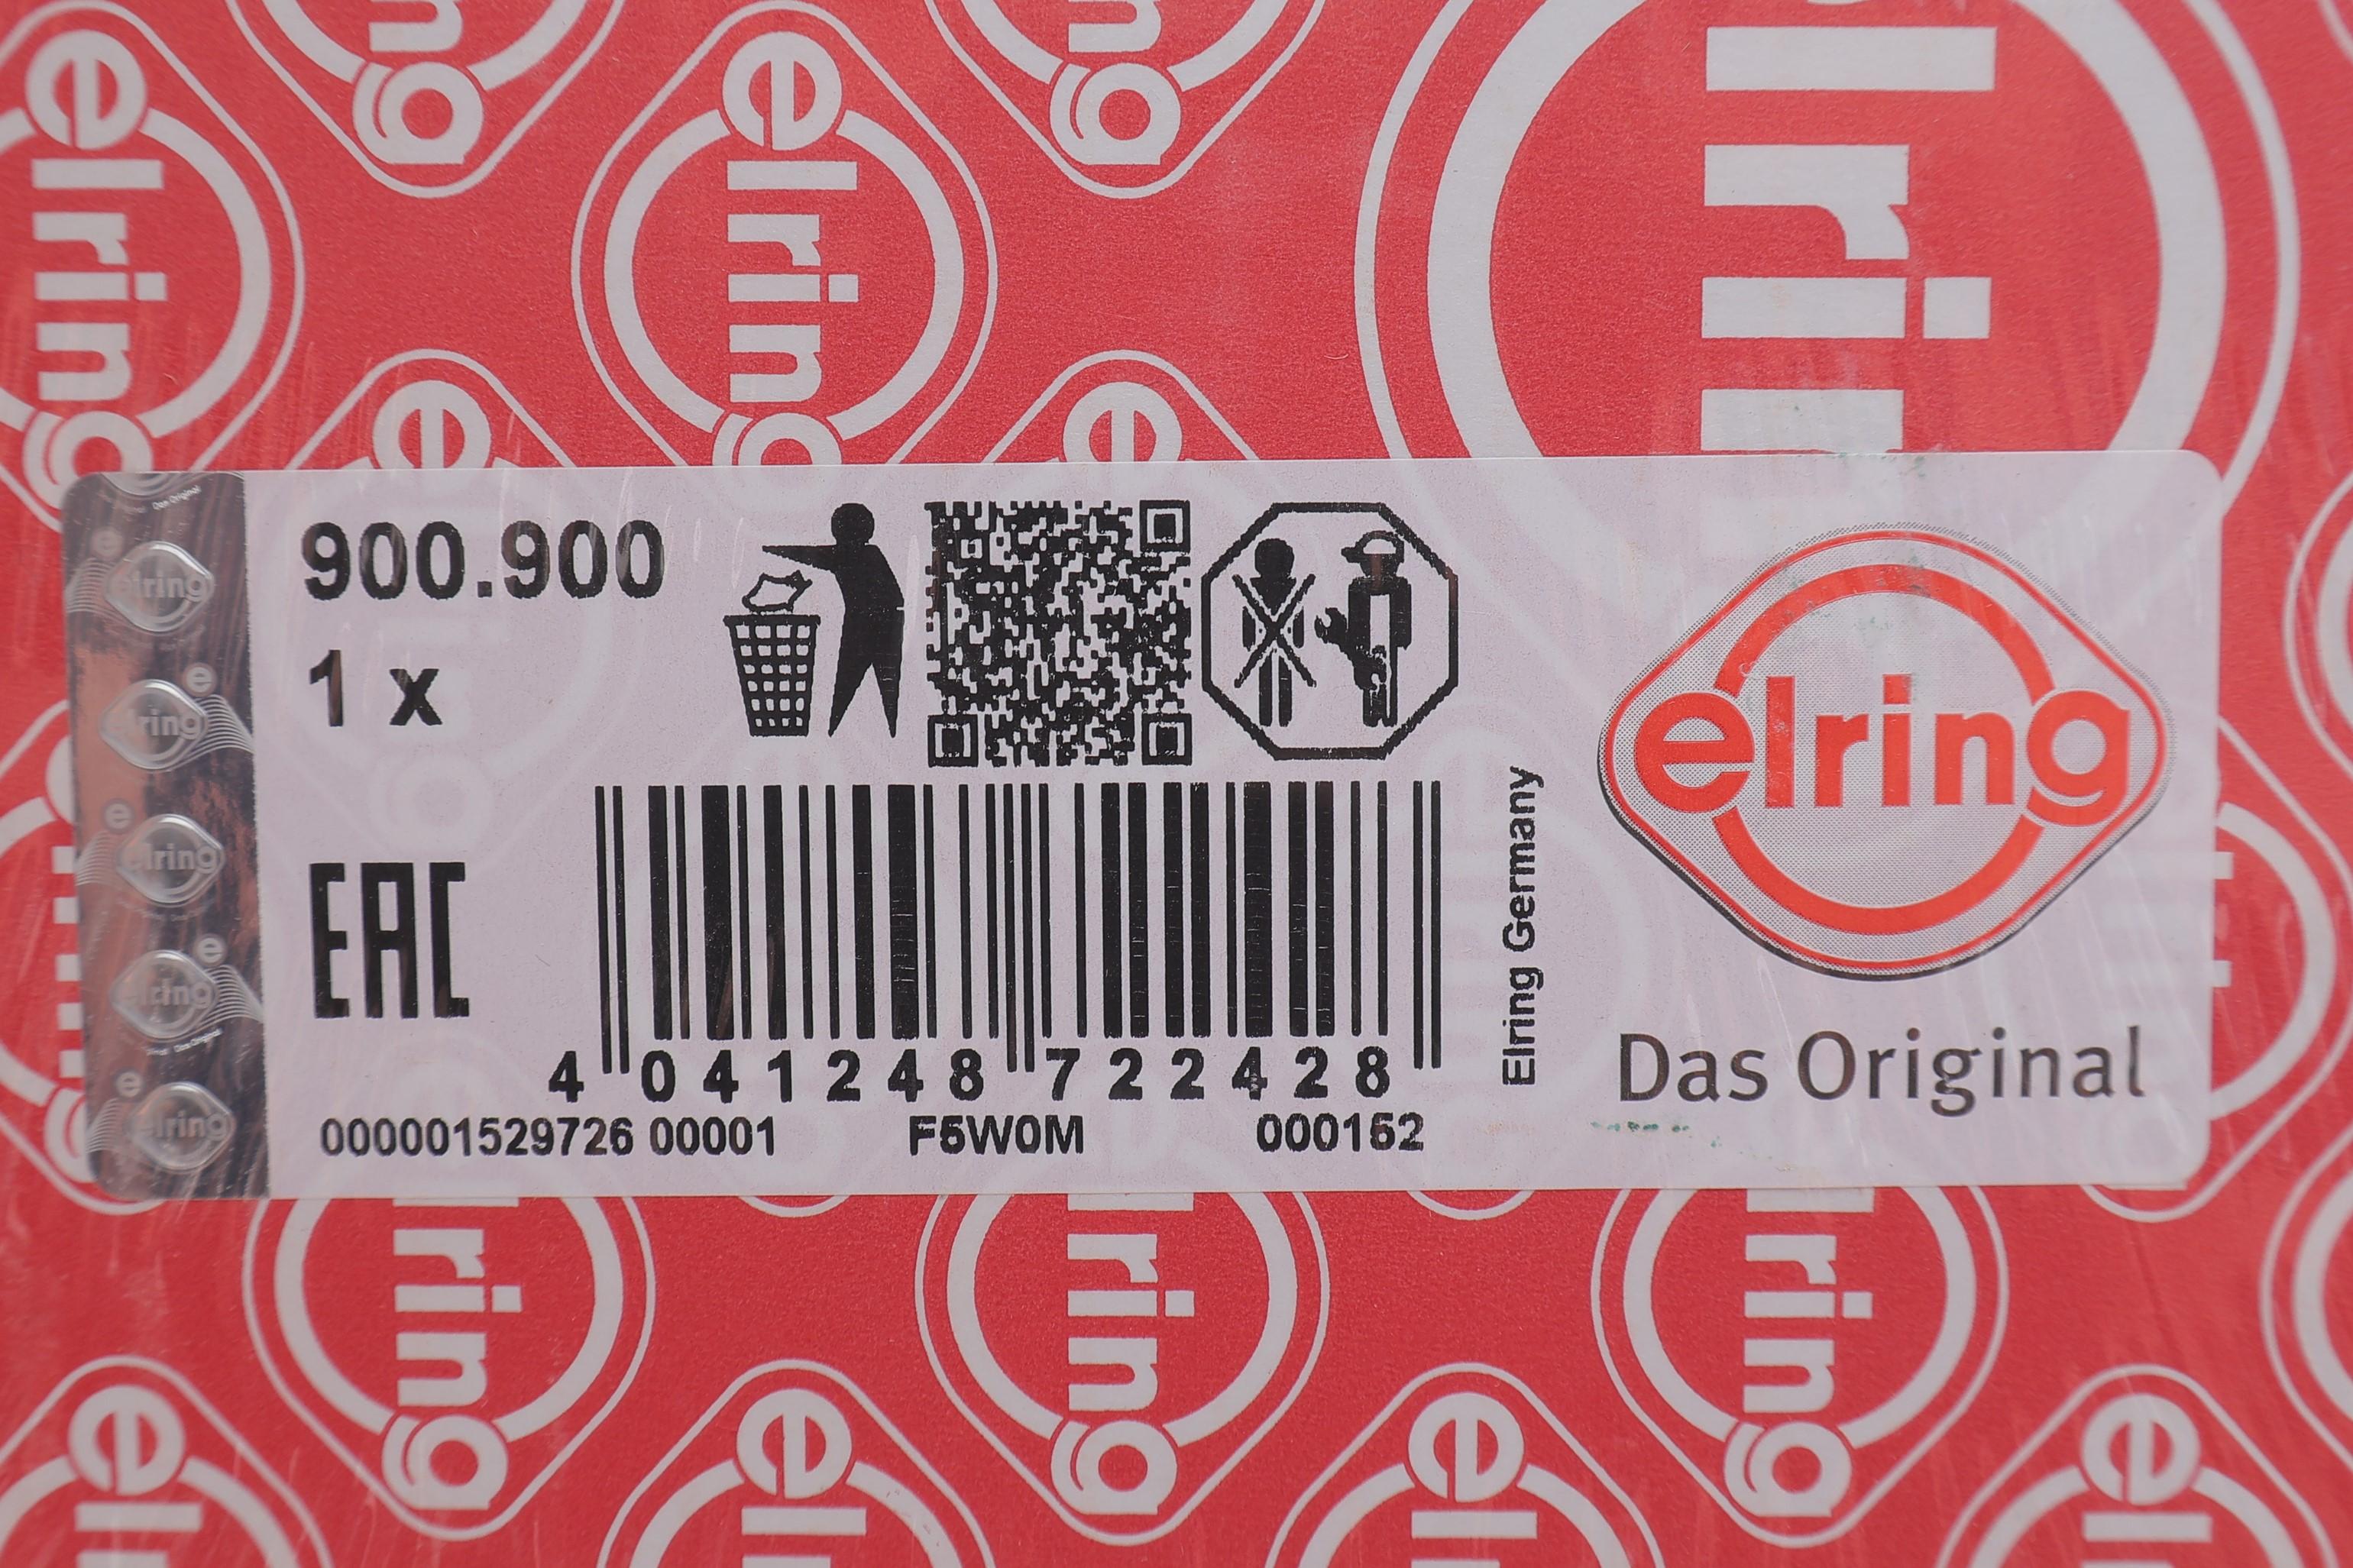 900.900
1 x
EAC
4 041248 722428
000001529726 00001 F5W0M 000152
Elring Germany
elring
Das Original
elring
elring
elring
elring
elring
elring
elring